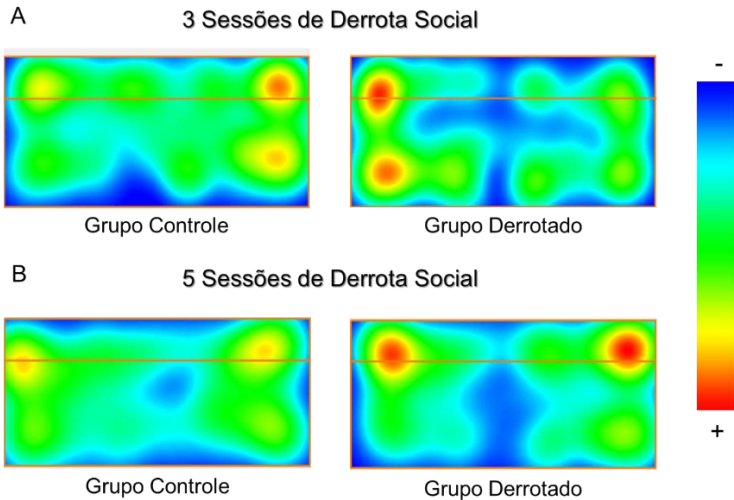 A
3 Sessões de Derrota Social
-
Grupo Controle
Grupo Derrotado
B
5 Sessões de Derrota Social
+
Grupo Controle
Grupo Derrotado